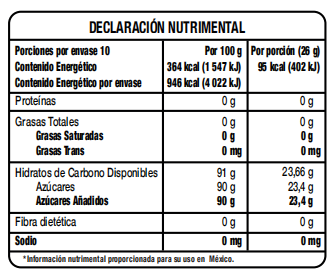 DECLARACIÓN NUTRIMENTAL
Porciones por envase 10 Por 100 g Por porción (26 g)
Contenido Energético 364 kcal (1 547 kJ) 95 kcal (402 kJ)
Contenido Energético por envase 946 kcal (4 022 kJ)
Proteínas 0 g 0 g
Grasas Totales 0 g 0 g
Grasas Saturadas 0 g 0 g
Grasas Trans 0 mg 0 mg
Hidratos de Carbono Disponibles 91 g 23,66 g
Azúcares 90 g 23,4 g
Azúcares Añadidos 90 g 23,4 g
Fibra dietética 0 g 0 g
Sodio 0 mg 0 mg
*Información nutrimental proporcionada para su uso en México.